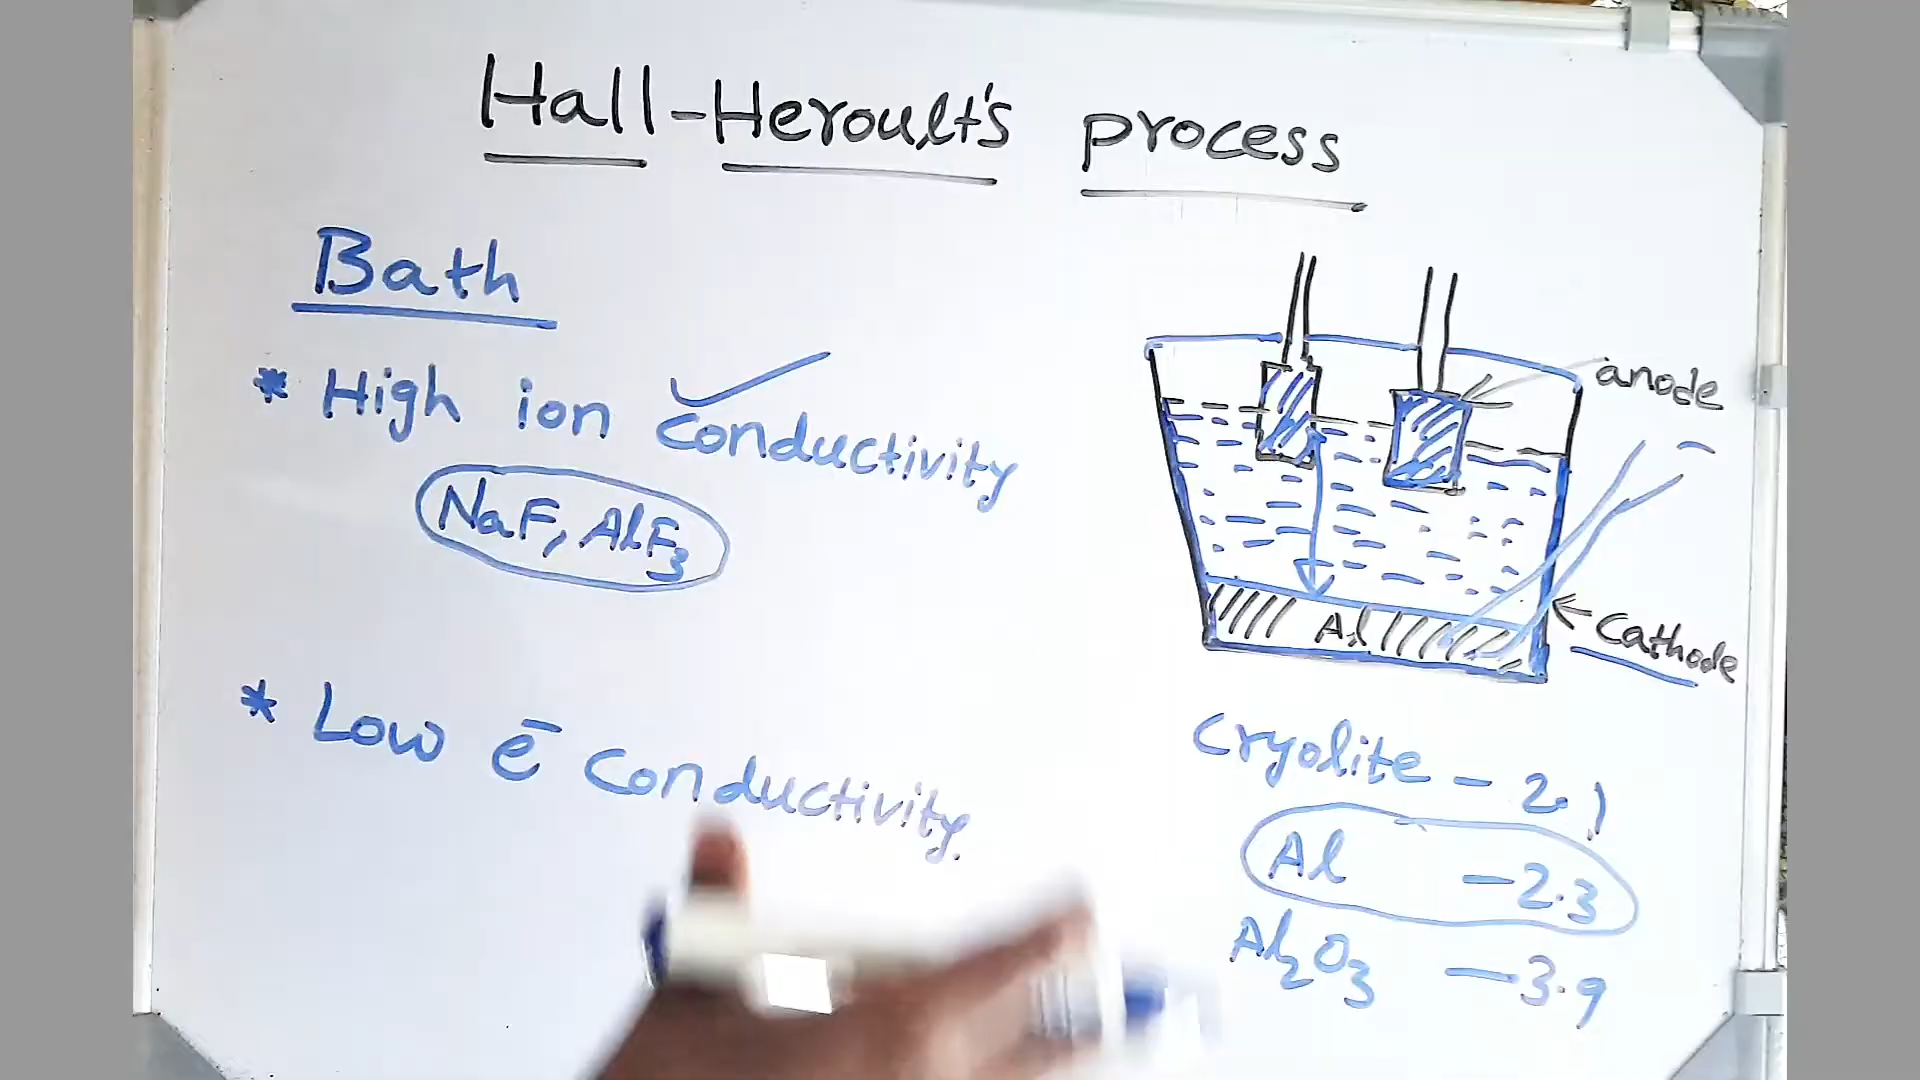 Hall-Heroult's process
Bath
* High ion conductivity
NaF, AlF3
* Low e- conductivity.
anode
Al
Cathode
Cryolite - 2.1
Al - 2.3
Al2O3 - 3.9